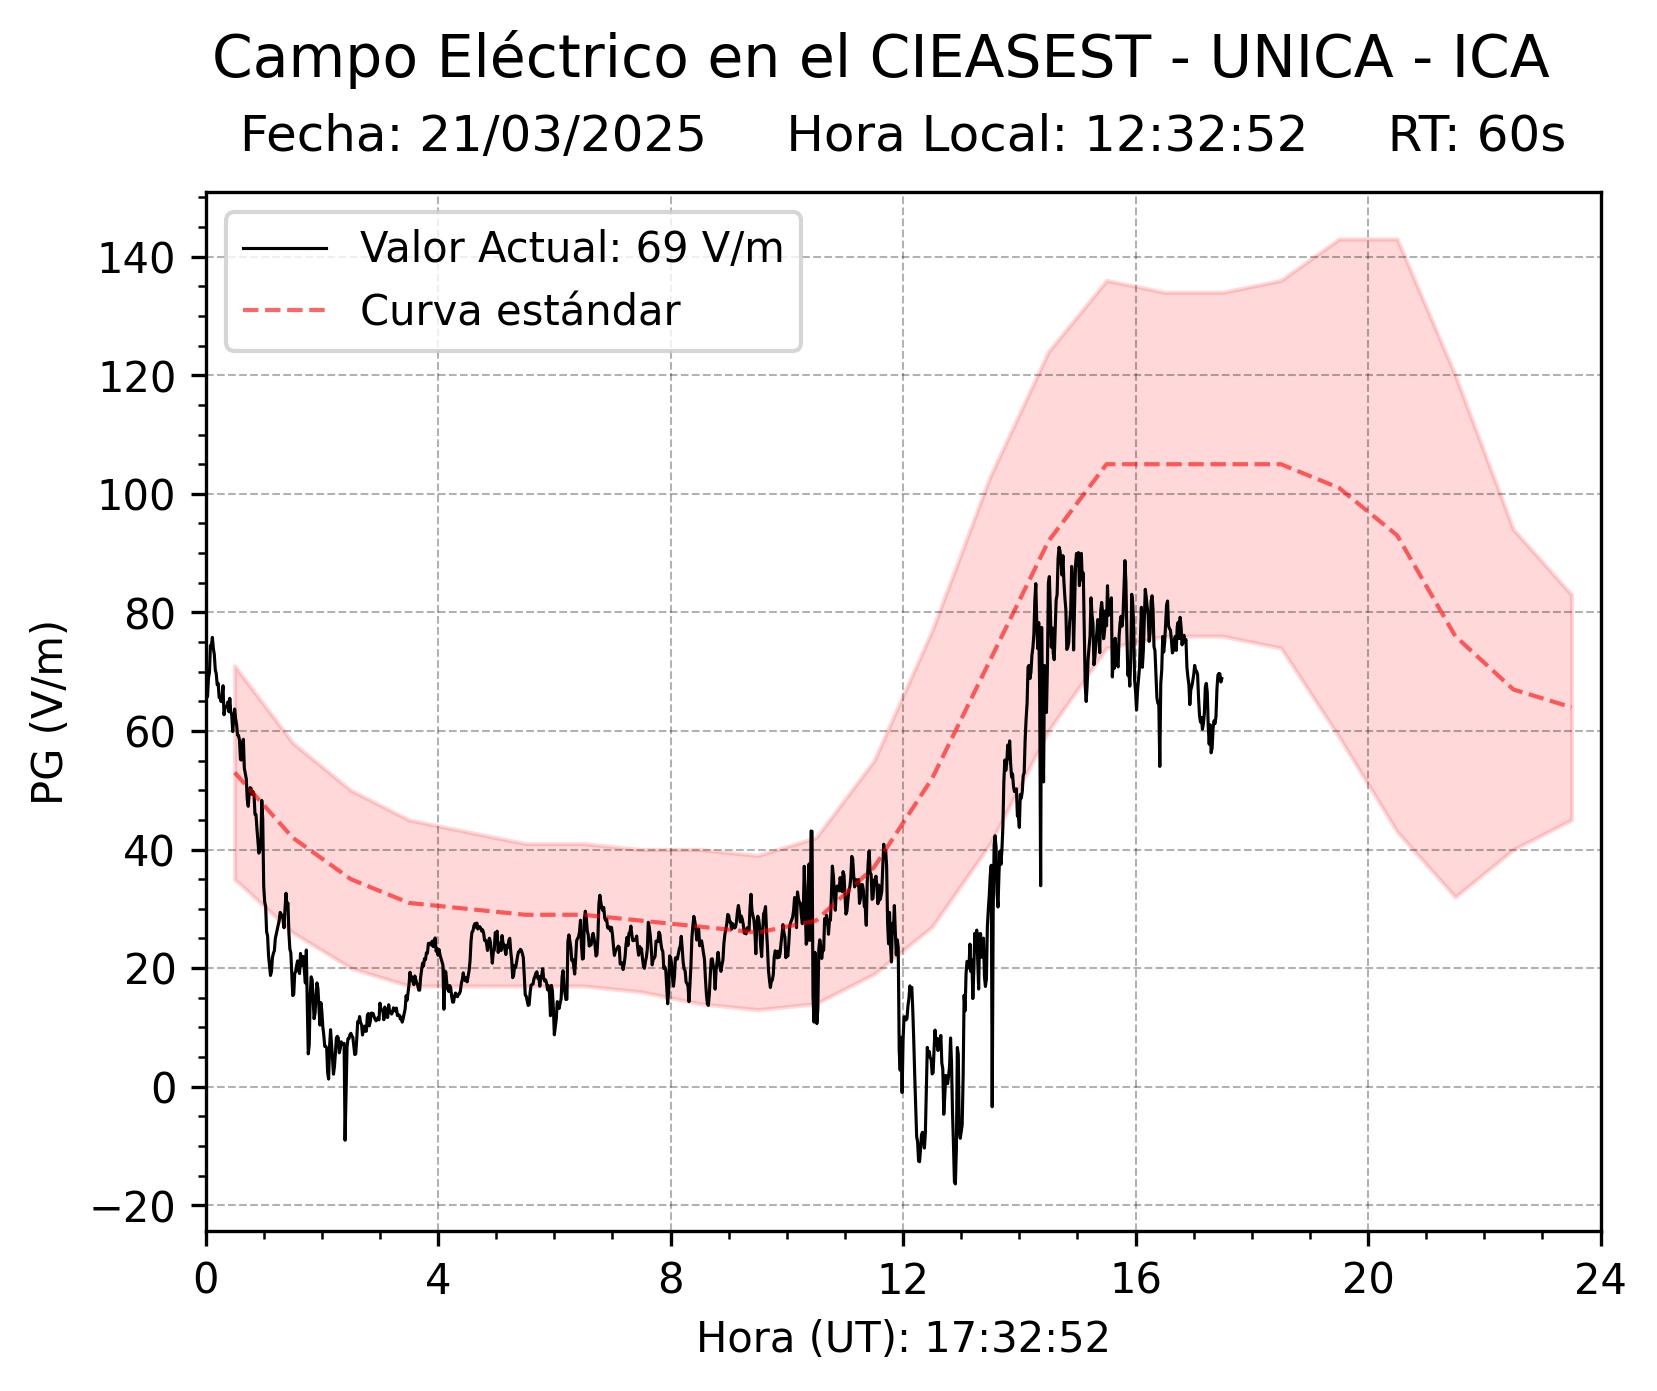 Campo Eléctrico en el CIEASEST - UNICA - ICA
Fecha: 21/03/2025 Hora Local: 12:32:52 RT: 60s
Valor Actual: 69 V/m
Curva estándar
PG (V/m)
140
120
100
80
60
40
20
0
−20
0 4 8 12 16 20 24
Hora (UT): 17:32:52